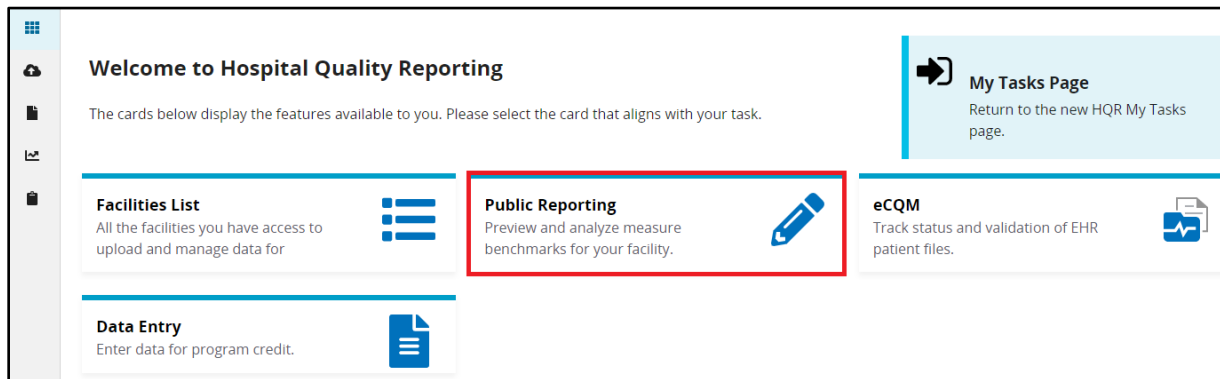 Welcome to Hospital Quality Reporting
The cards below display the features available to you. Please select the card that aligns with your task.
My Tasks Page
Return to the new HQR My Tasks
page.
Facilities List
All the facilities you have access to
upload and manage data for
Public Reporting
Preview and analyze measure
benchmarks for your facility.
eCQM
Track status and validation of EHR
patient files.
Data Entry
Enter data for program credit.